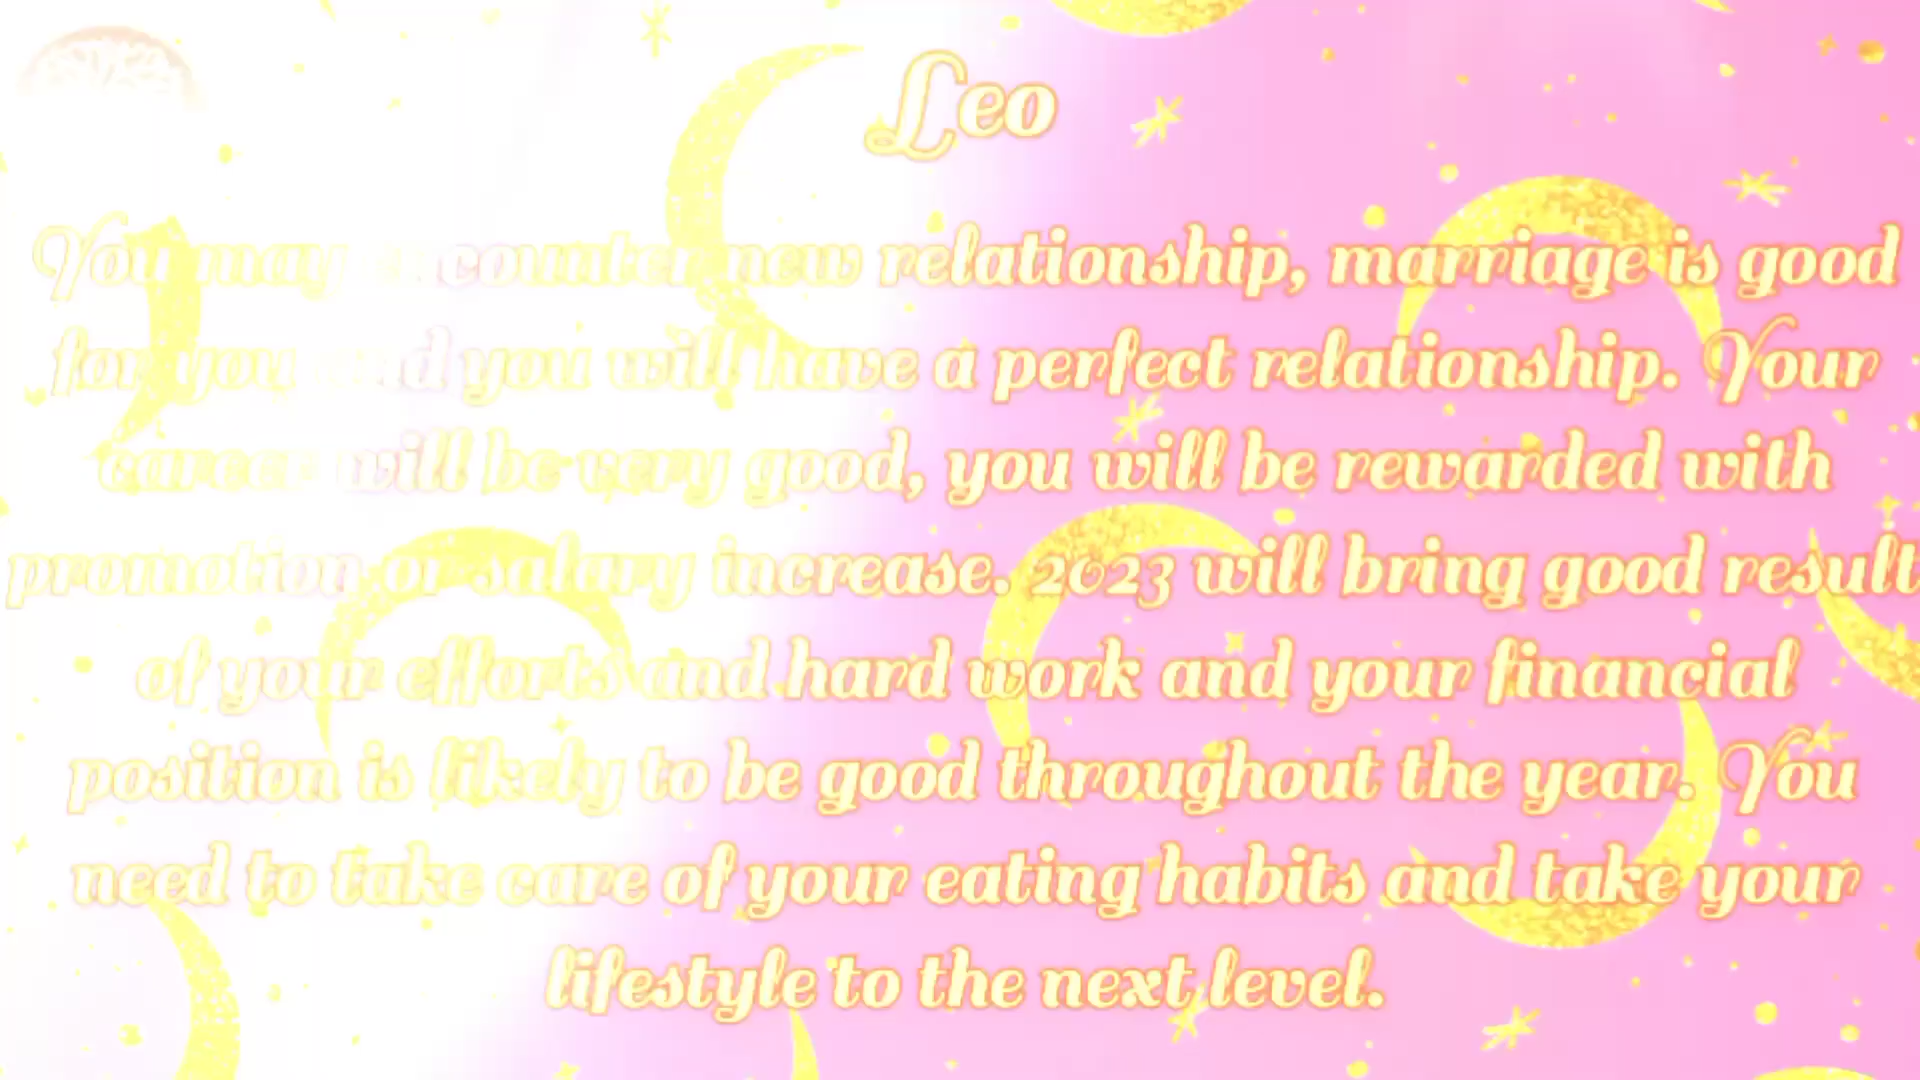 Leo
You may encounter new relationship, marriage is good
for you and you will have a perfect relationship. Your
career will be very good, you will be rewarded with
promotion or salary increase. 2023 will bring good result
of your efforts and hard work and your financial
position is likely to be good throughout the year. You
need to take care of your eating habits and take your
lifestyle to the next level.